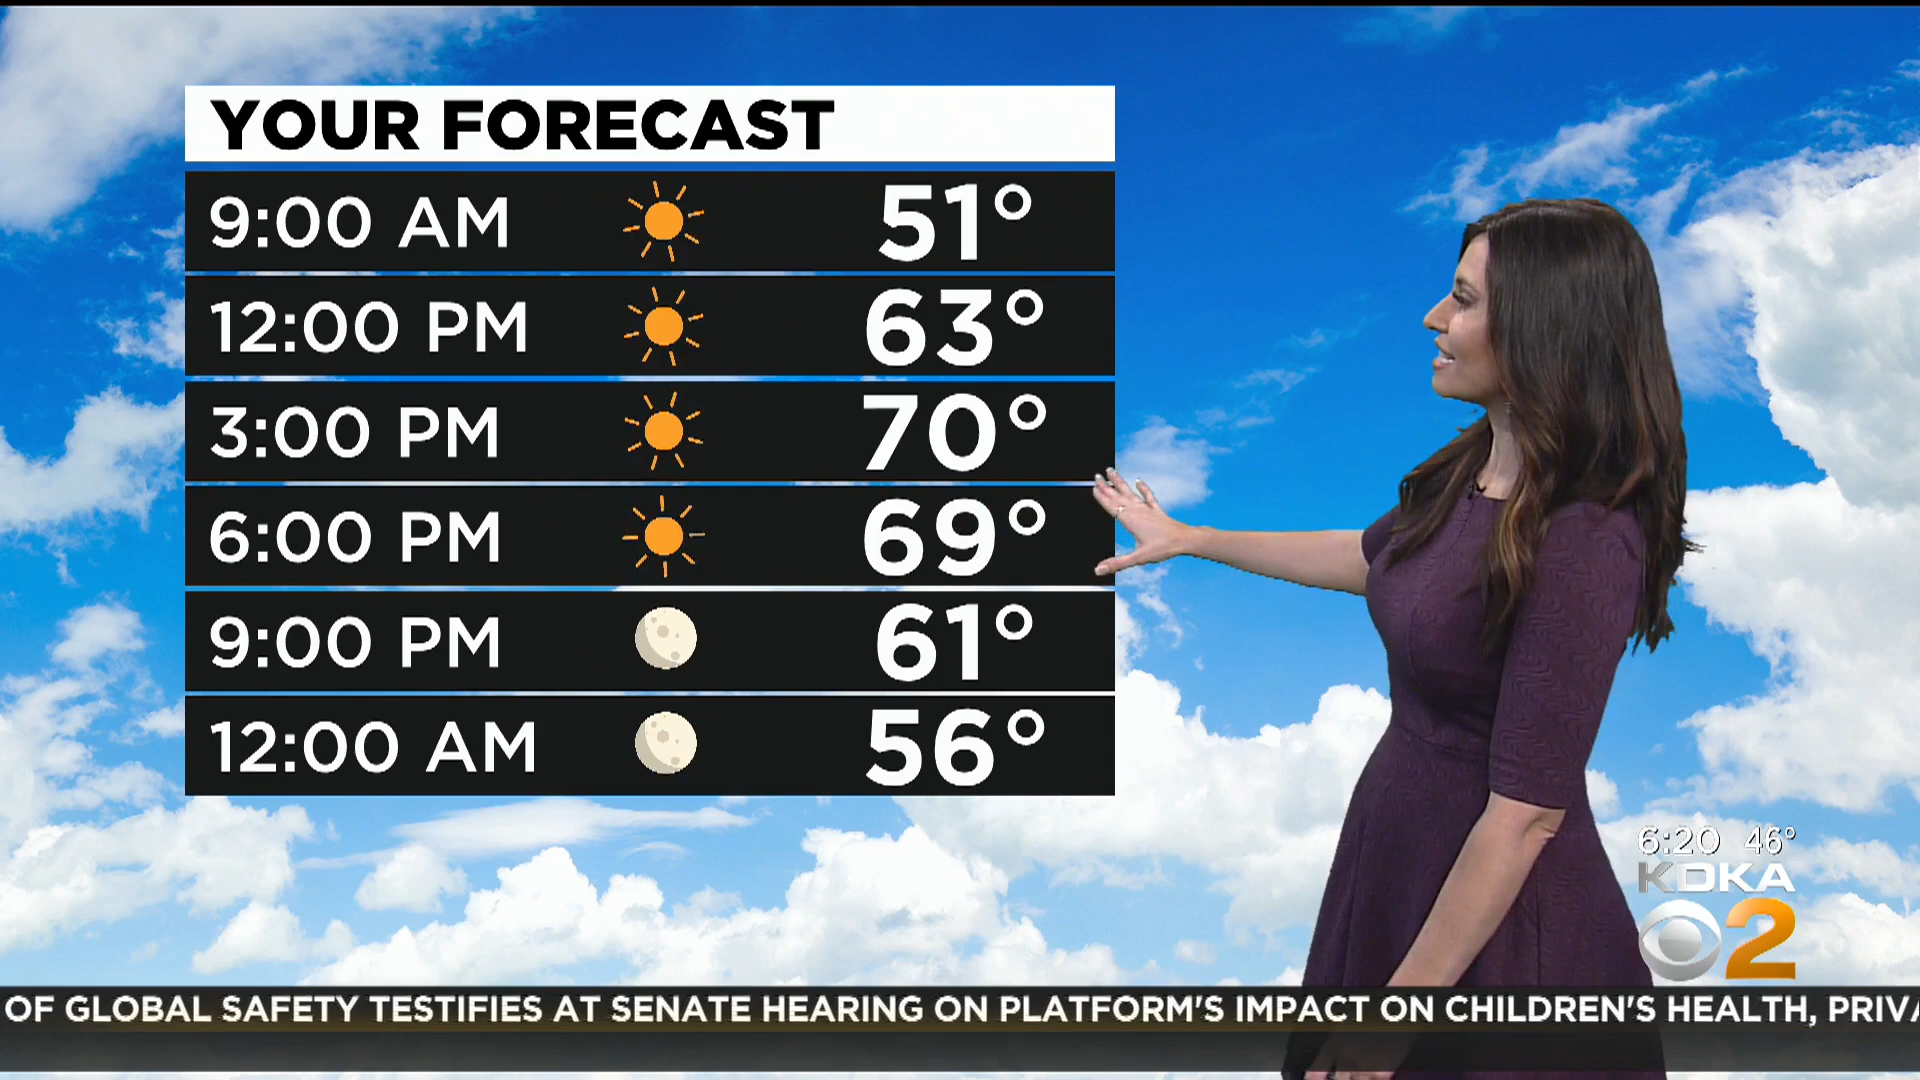 YOUR FORECAST
9:00 AM 51°
12:00 PM 63°
3:00 PM 70°
6:00 PM 69°
9:00 PM 61°
12:00 AM 56°
6:20 46°
KDKA
2
OF GLOBAL SAFETY TESTIFIES AT SENATE HEARING ON PLATFORM'S IMPACT ON CHILDREN'S HEALTH, PRIVA